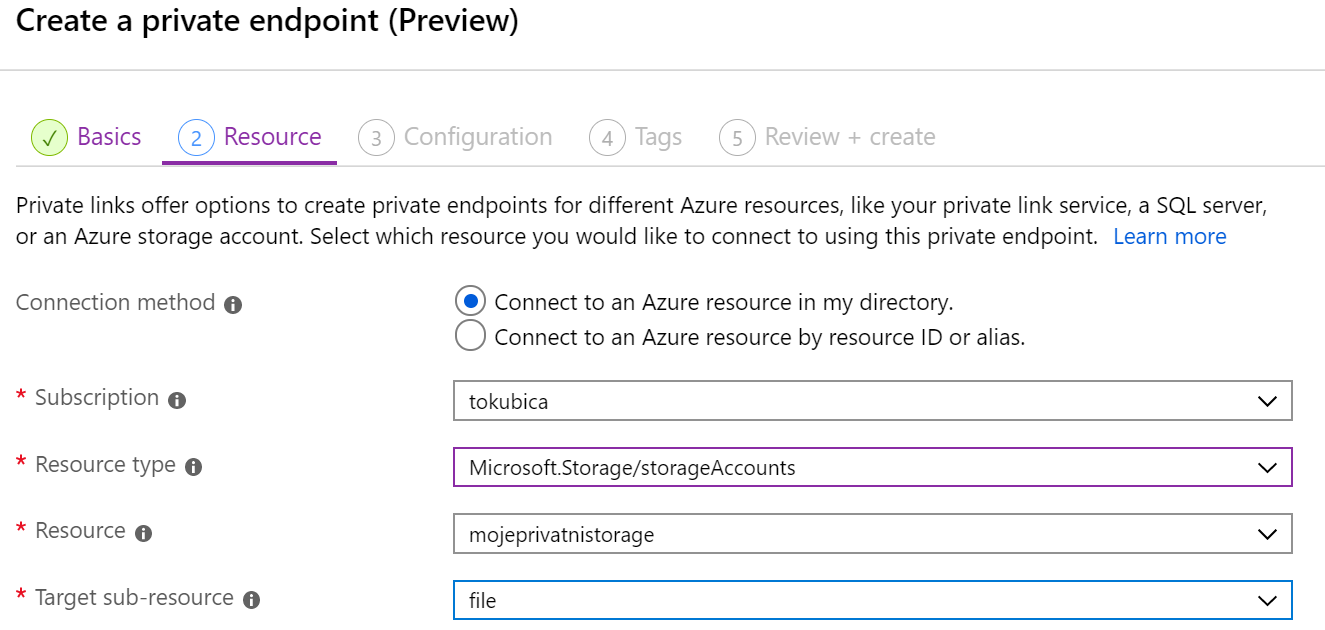 Create a private endpoint (Preview)
✓ Basics 2 Resource 3 Configuration 4 Tags 5 Review + create
Private links offer options to create private endpoints for different Azure resources, like your private link service, a SQL server,
or an Azure storage account. Select which resource you would like to connect to using this private endpoint. Learn more
Connection method Connect to an Azure resource in my directory.
Connect to an Azure resource by resource ID or alias.
* Subscription tokubica
* Resource type Microsoft.Storage/storageAccounts
* Resource mojeprivatnistorage
* Target sub-resource file